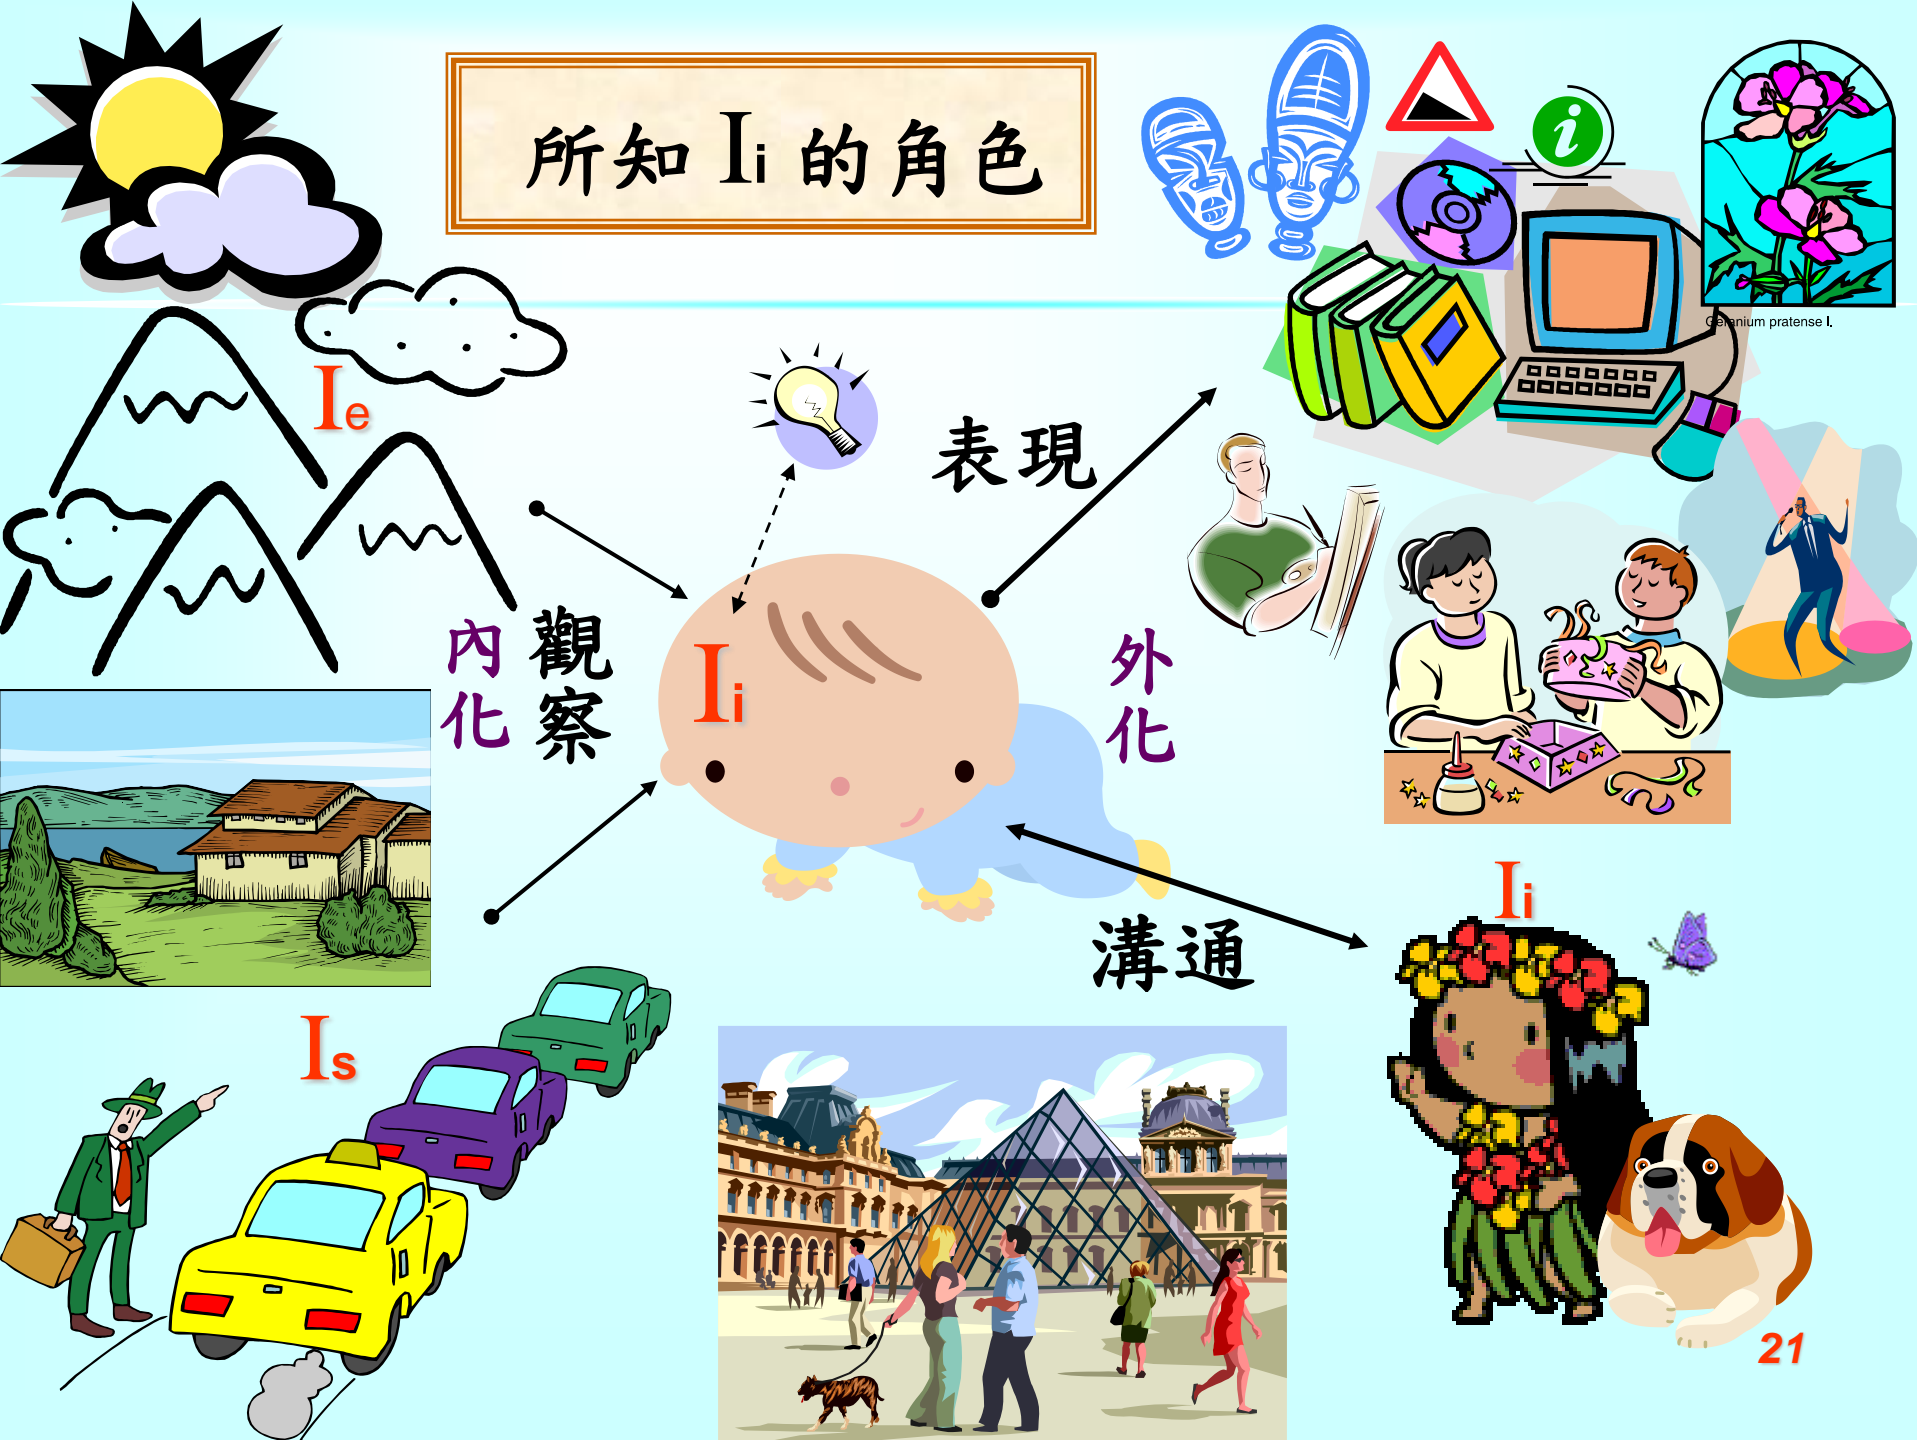 所知 Ii 的角色
Geranium pratense l.
Ie
表現
內化
觀察
Ii
外化
Ii
溝通
Is
21